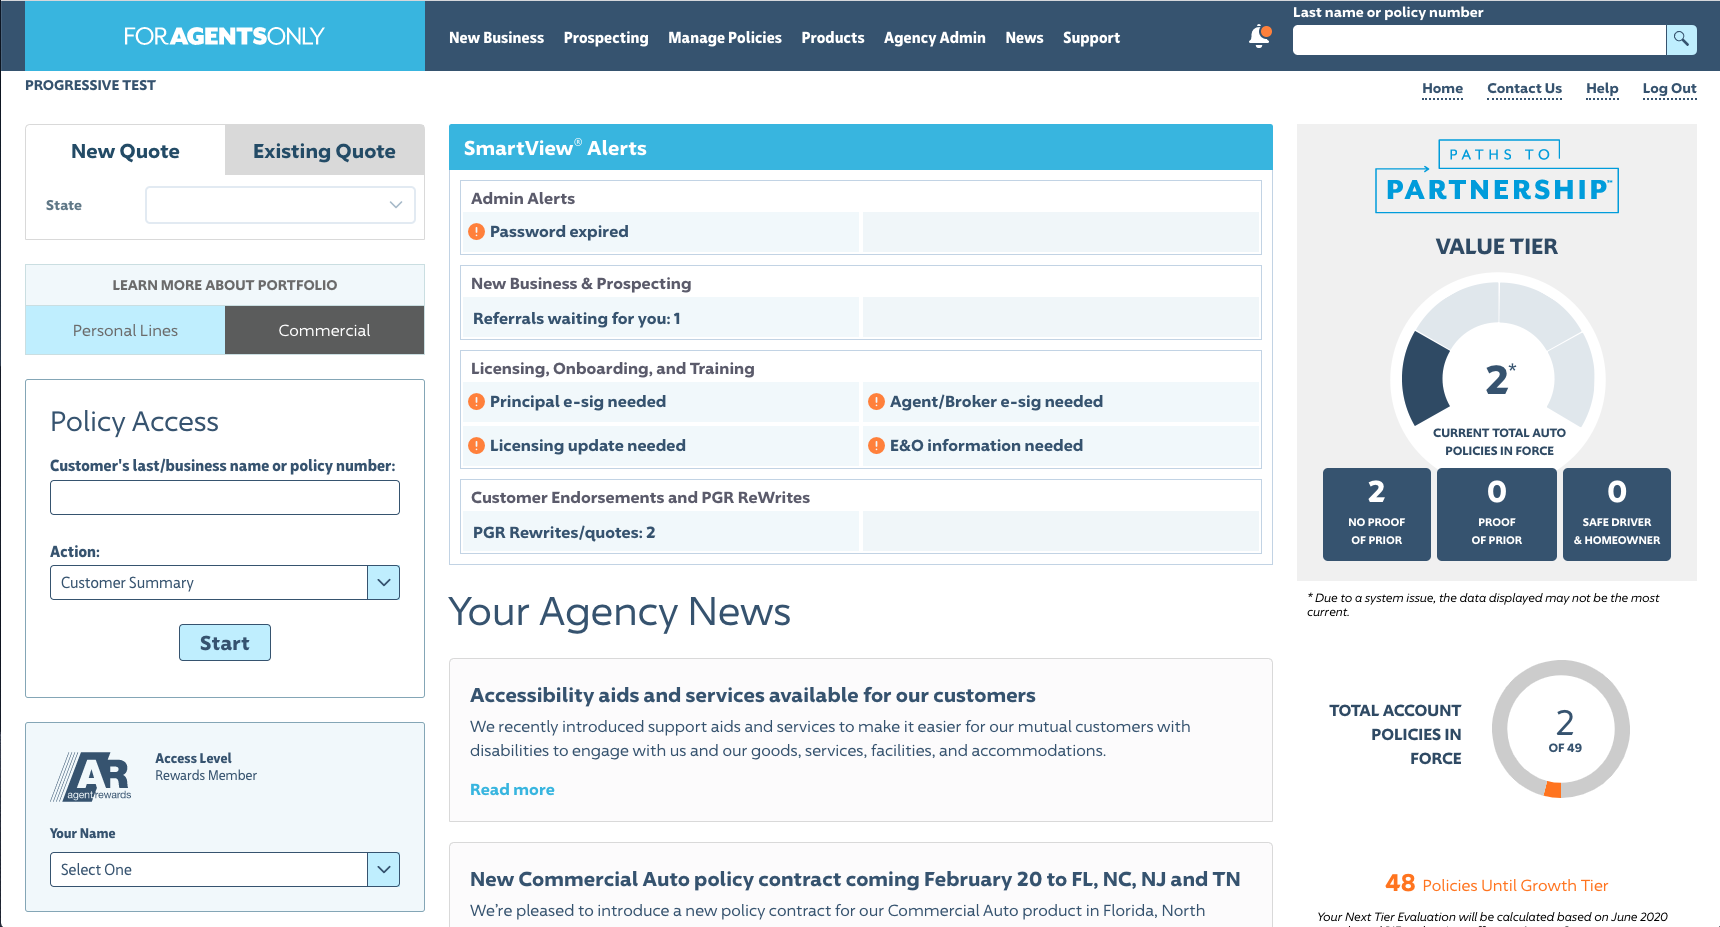 FORAGENTSONLY
New Business
Prospecting
Manage Policies
Products
Agency Admin
News
Support
Last name or policy number
PROGRESSIVE TEST
Home
Contact Us
Help
Log Out
New Quote
Existing Quote
State
LEARN MORE ABOUT PORTFOLIO
Personal Lines
Commercial
Policy Access
Customer's last/business name or policy number:
Action:
Customer Summary
Start
AR
agent rewards
Access Level
Rewards Member
Your Name
Select One
SmartView® Alerts
Admin Alerts
Password expired
New Business & Prospecting
Referrals waiting for you: 1
Licensing, Onboarding, and Training
Principal e-sig needed
Agent/Broker e-sig needed
Licensing update needed
E&O information needed
Customer Endorsements and PGR ReWrites
PGR Rewrites/quotes: 2
Your Agency News
Accessibility aids and services available for our customers
We recently introduced support aids and services to make it easier for our mutual customers with
disabilities to engage with us and our goods, services, facilities, and accommodations.
Read more
New Commercial Auto policy contract coming February 20 to FL, NC, NJ and TN
We're pleased to introduce a new policy contract for our Commercial Auto product in Florida, North
PATHS TO
PARTNERSHIP
VALUE TIER
2*
CURRENT TOTAL AUTO
POLICIES IN FORCE
2
NO PROOF
OF PRIOR
0
PROOF
OF PRIOR
0
SAFE DRIVER
& HOMEOWNER
* Due to a system issue, the data displayed may not be the most
current.
TOTAL ACCOUNT
POLICIES IN
FORCE
2
OF 49
48 Policies Until Growth Tier
Your Next Tier Evaluation will be calculated based on June 2020